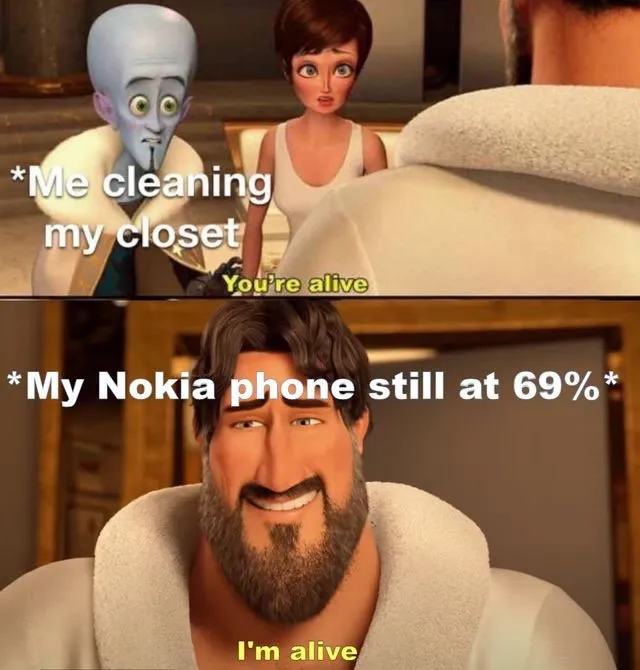 *Me cleaning
my closet
You're alive
*My Nokia phone still at 69%*
I'm alive